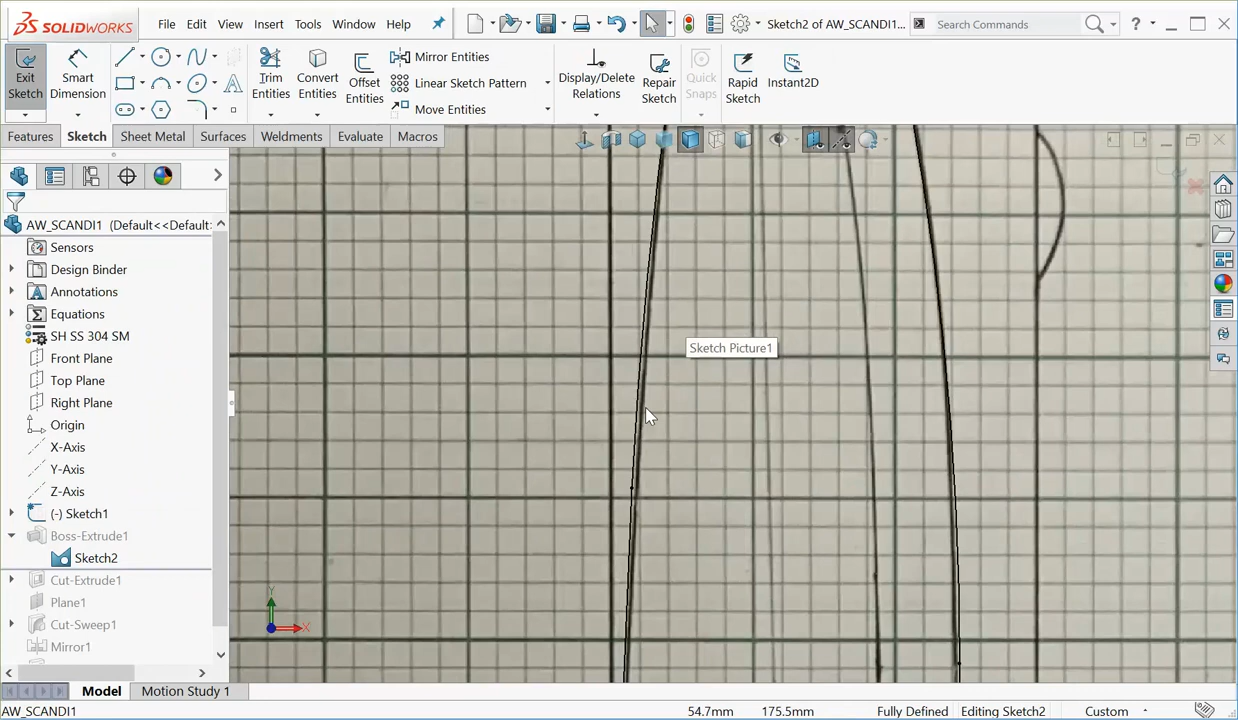 SOLIDWORKS
File
Edit
View
Insert
Tools
Window
Help
Sketch2 of AW_SCANDI1...
Search Commands
?
Exit Sketch
Smart Dimension
Trim Entities
Convert Entities
Offset Entities
Mirror Entities
Linear Sketch Pattern
Move Entities
Display/Delete Relations
Repair Sketch
Quick Snaps
Rapid Sketch
Instant2D
Features
Sketch
Sheet Metal
Surfaces
Weldments
Evaluate
Macros
AW_SCANDI1 (Default<<Default:
Sensors
Design Binder
Annotations
Equations
SH SS 304 SM
Front Plane
Top Plane
Right Plane
Origin
X-Axis
Y-Axis
Z-Axis
(-) Sketch1
Boss-Extrude1
Sketch2
Cut-Extrude1
Plane1
Cut-Sweep1
Mirror1
Sketch Picture1
Y
X
Model
Motion Study 1
AW_SCANDI1
54.7mm
175.5mm
Fully Defined
Editing Sketch2
Custom